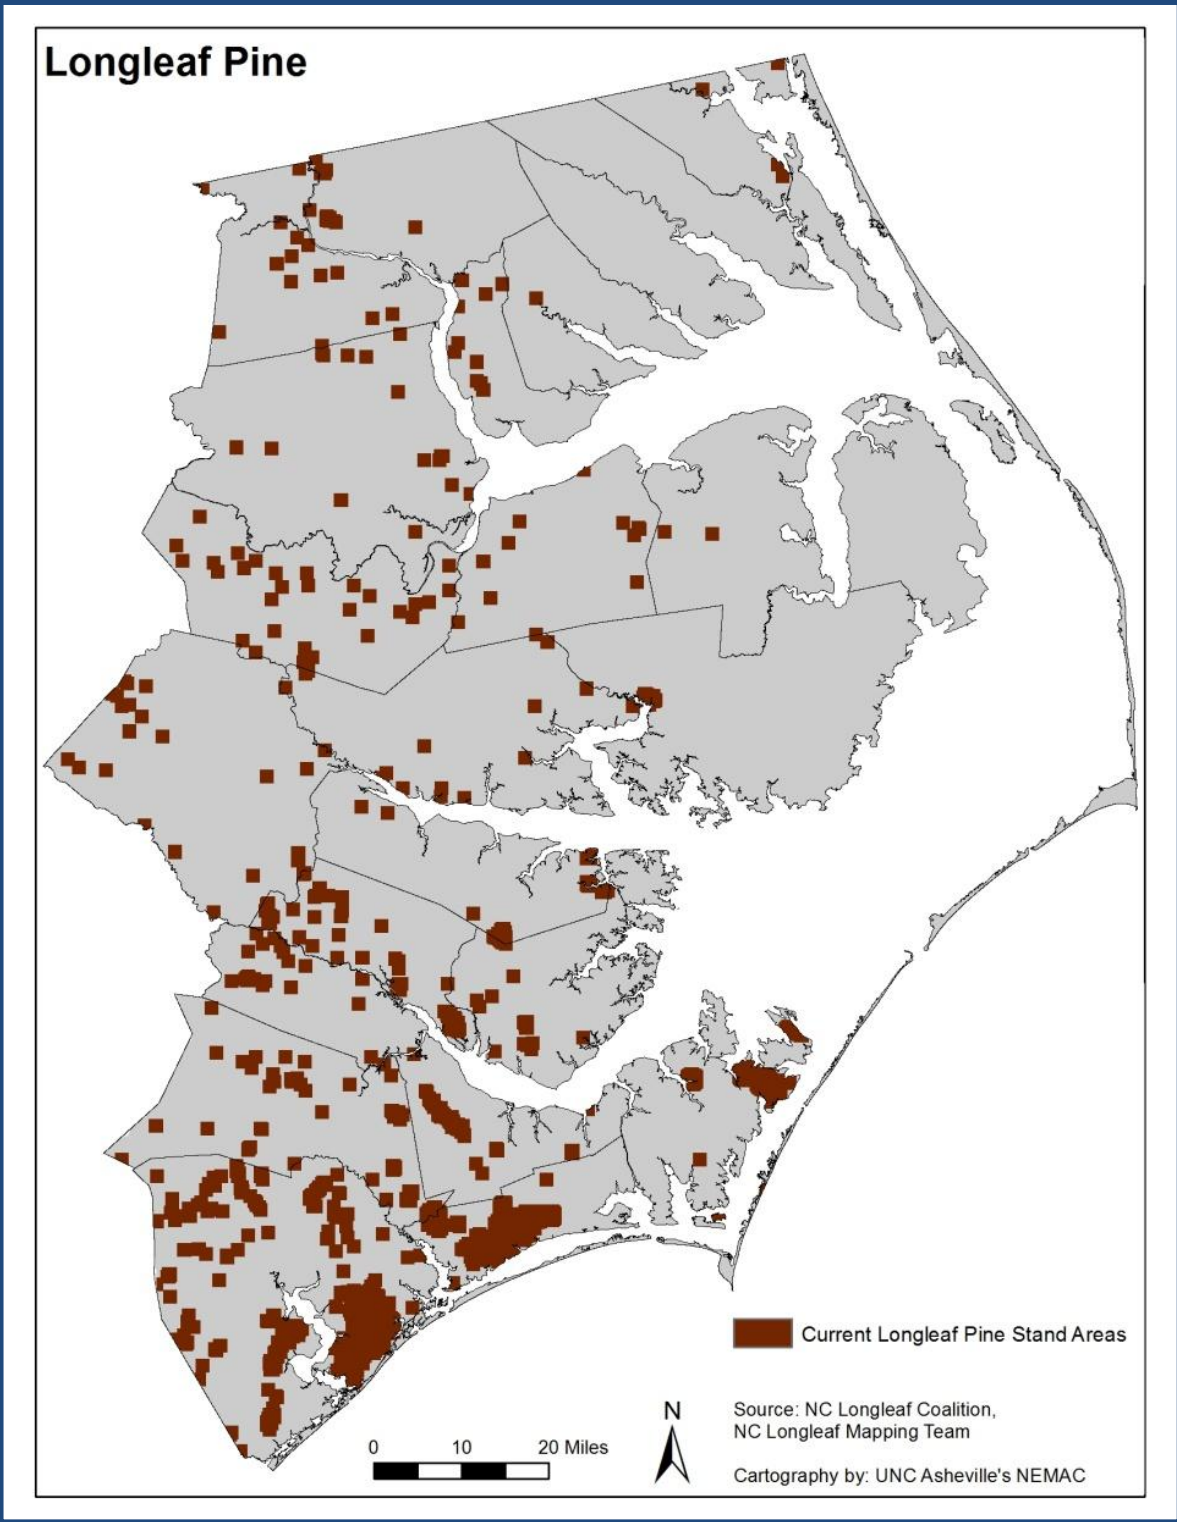 Longleaf Pine
Current Longleaf Pine Stand Areas
N
0 10 20 Miles
Source: NC Longleaf Coalition,
NC Longleaf Mapping Team
Cartography by: UNC Asheville's NEMAC